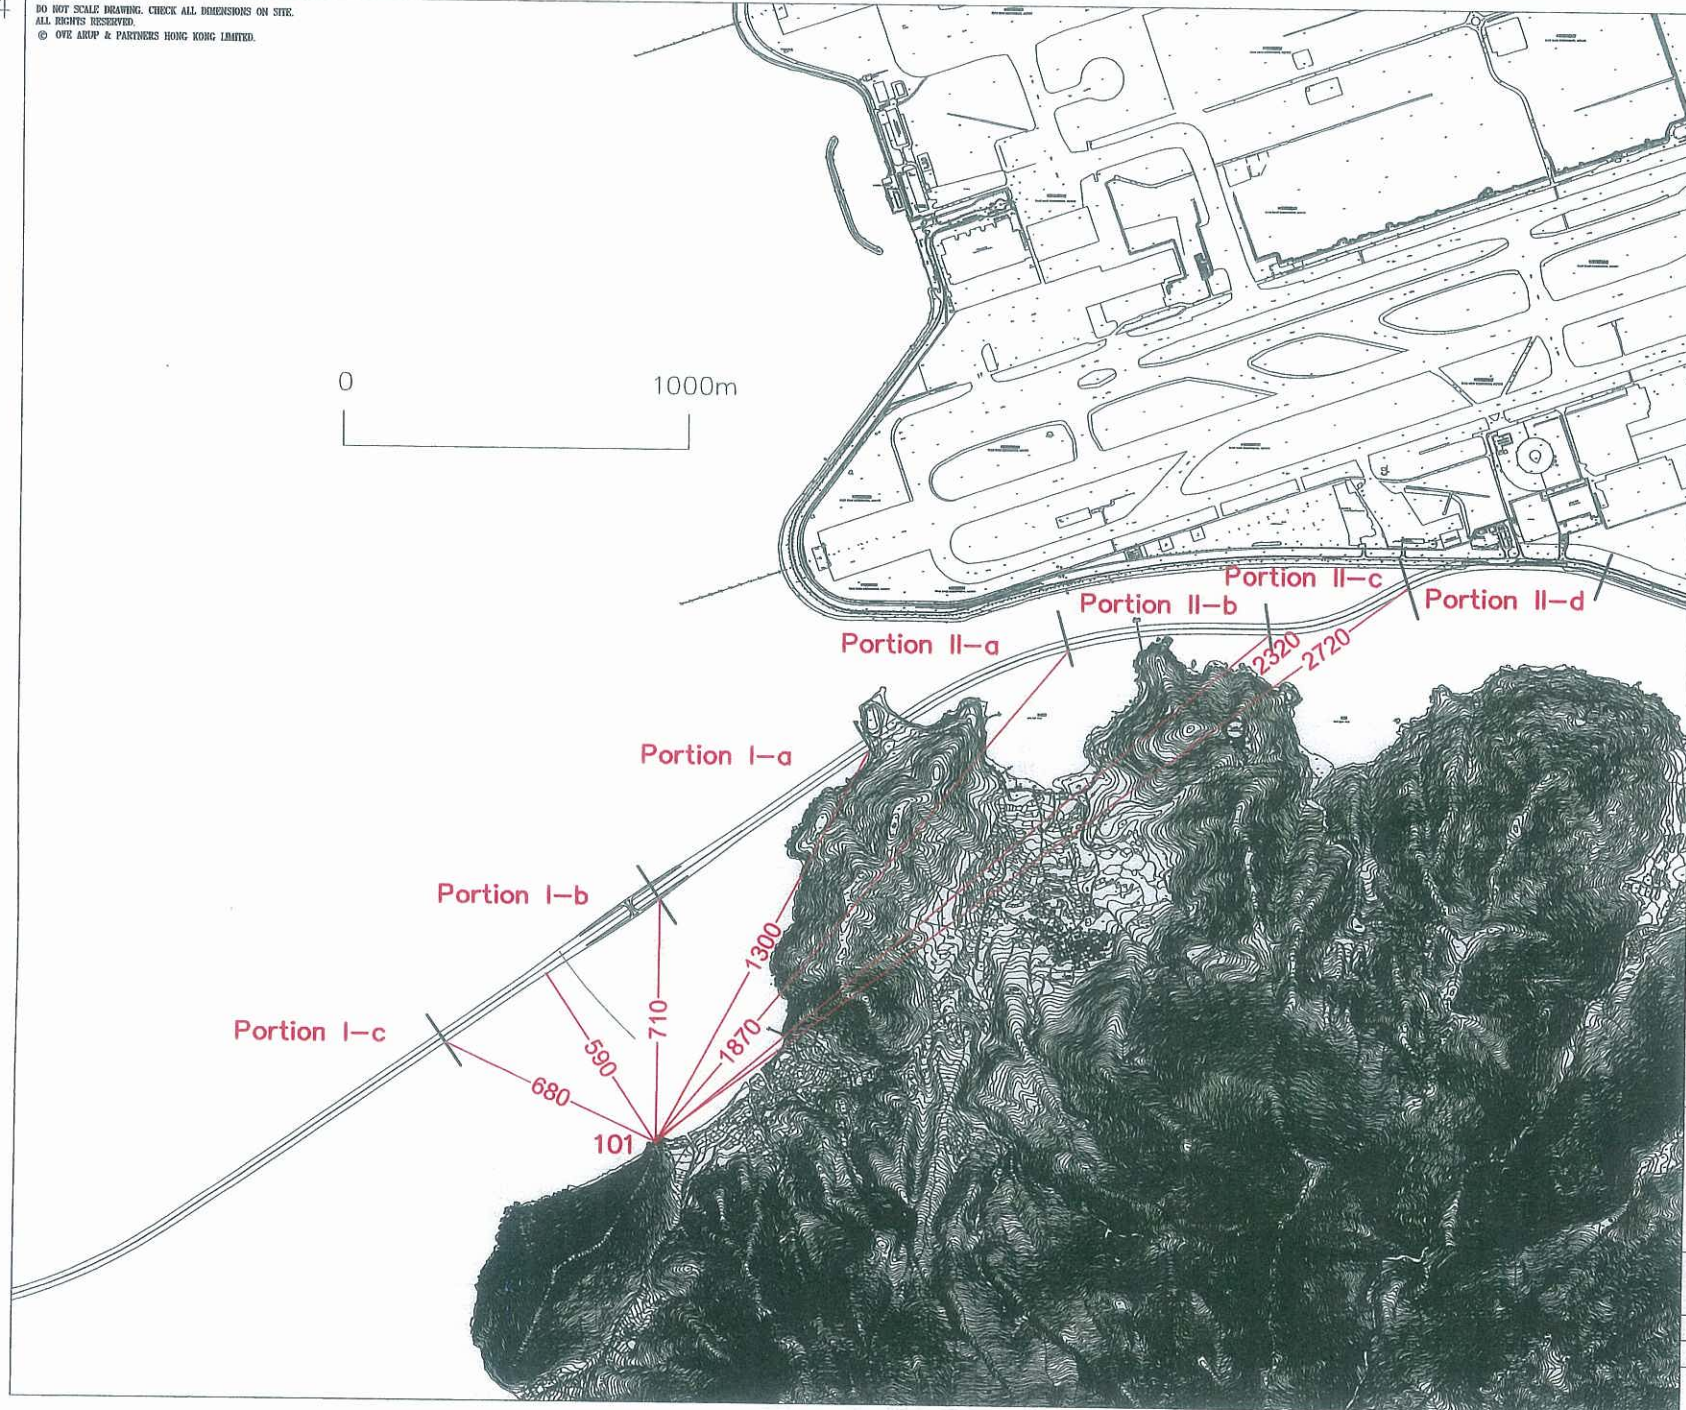 DO NOT SCALE DRAWING. CHECK ALL DIMENSIONS ON SITE.
ALL RIGHTS RESERVED.
© OVE ARUP & PARTNERS HONG KONG LIMITED.
0
1000m
Portion II-c
Portion II-b
Portion II-d
Portion II-a
2320
2720
Portion I-a
Portion I-b
1300
710
1870
Portion I-c
590
680
101